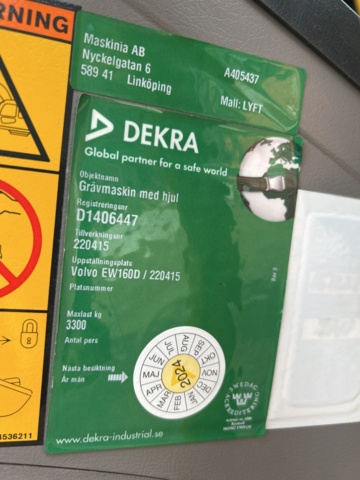 RNING
Maskinia AB
Nyckelgatan 6
589 41 Linköping
A405437
Mall: LYFT
DEKRA
Global partner for a safe world
Objektnamn
Grävmaskin med hjul
Registreringsnr
D1406447
Tillverkningsnr
220415
Uppställningsplats
Volvo EW160D / 220415
Platsnummer
Maxlast kg
3300
Antal pers
Nästa besiktning
År mån
2024
JAN
FEB
MAR
APR
MAJ
JUN
JUL
AUG
SEP
OKT
NOV
DEC
SWEDAC
ACKREDITERING
www.dekra-industrial.se
4536211